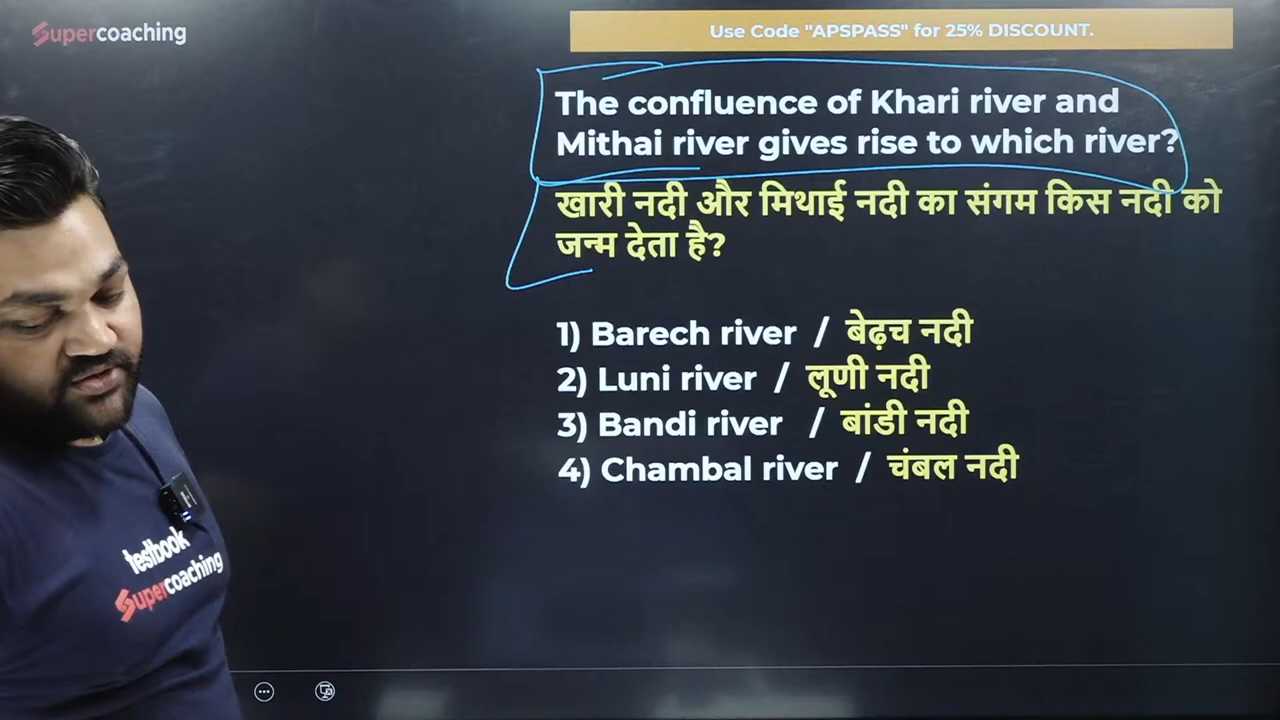 Supercoaching
Use Code "APSPASS" for 25% DISCOUNT.
The confluence of Khari river and
Mithai river gives rise to which river?
खारी नदी और मिथाई नदी का संगम किस नदी को
जन्म देता है?
1) Barech river / बेढ़च नदी
2) Luni river / लूणी नदी
3) Bandi river / बांडी नदी
4) Chambal river / चंबल नदी
testbook
Supercoaching